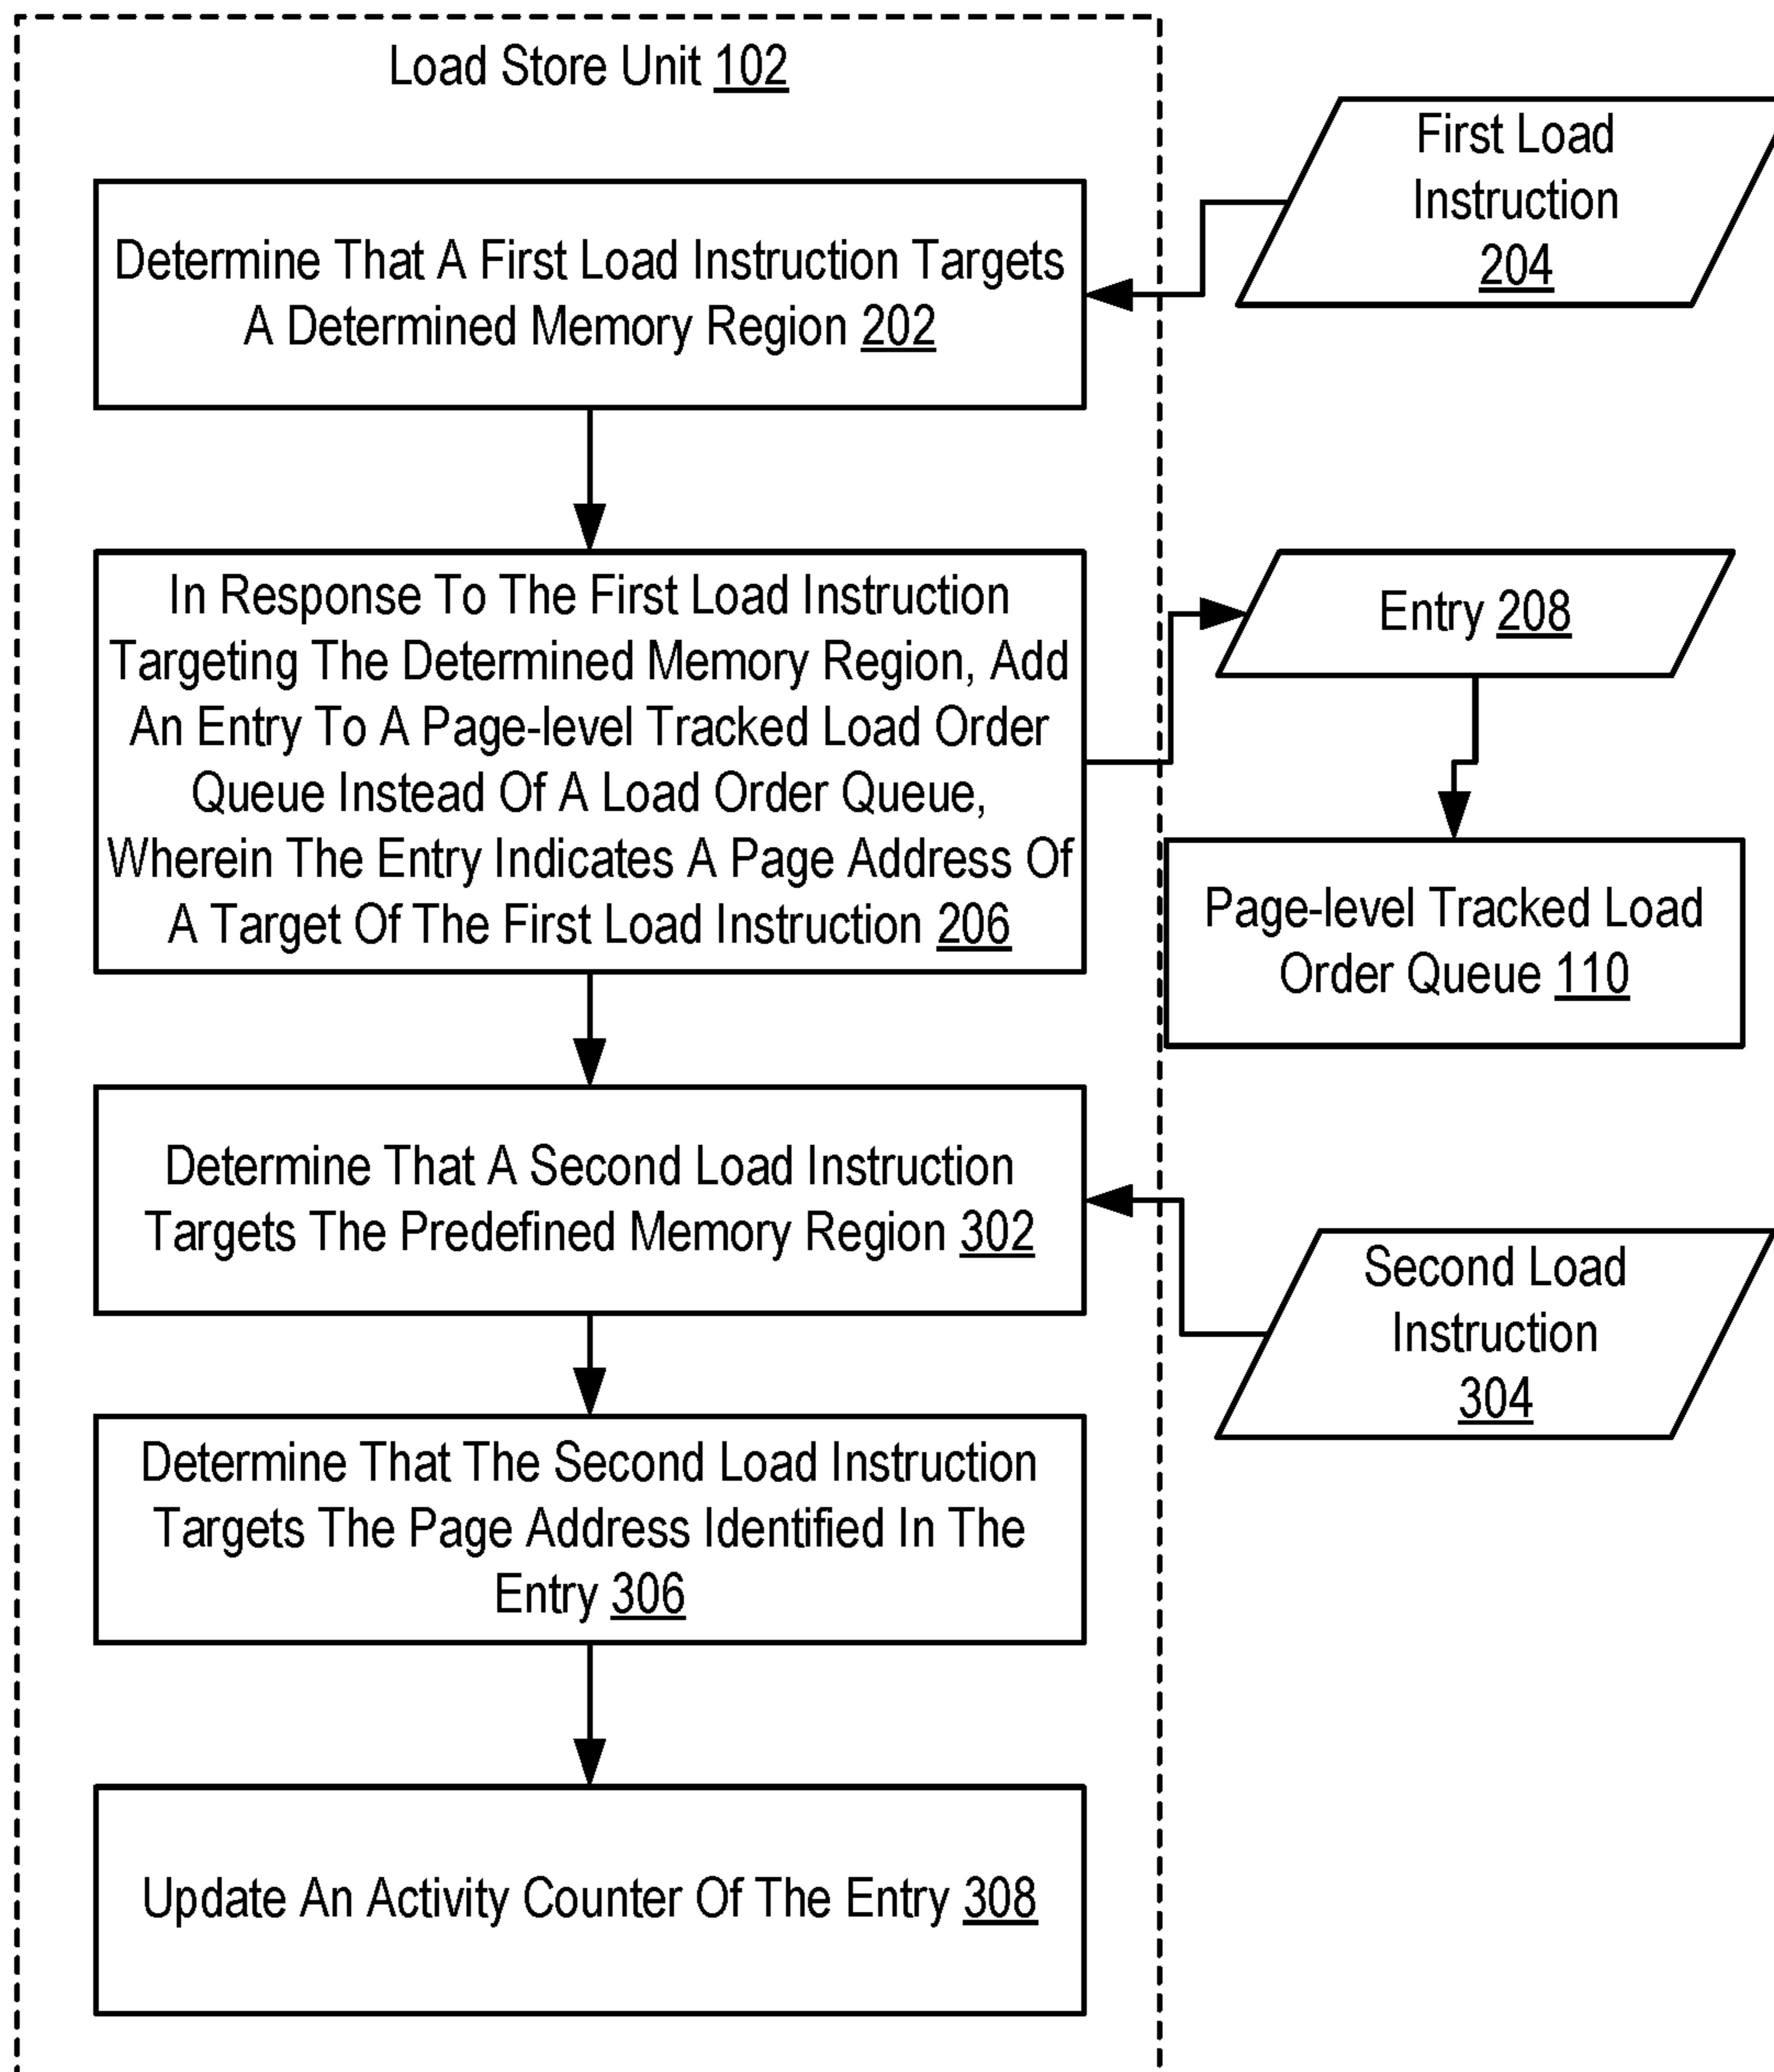 Load Store Unit 102
First Load
Instruction
204
Determine That A First Load Instruction Targets
A Determined Memory Region 202
In Response To The First Load Instruction
Targeting The Determined Memory Region, Add
An Entry To A Page-level Tracked Load Order
Queue Instead Of A Load Order Queue,
Wherein The Entry Indicates A Page Address Of
A Target Of The First Load Instruction 206
Entry 208
Page-level Tracked Load
Order Queue 110
Determine That A Second Load Instruction
Targets The Predefined Memory Region 302
Second Load
Instruction
304
Determine That The Second Load Instruction
Targets The Page Address Identified In The
Entry 306
Update An Activity Counter Of The Entry 308